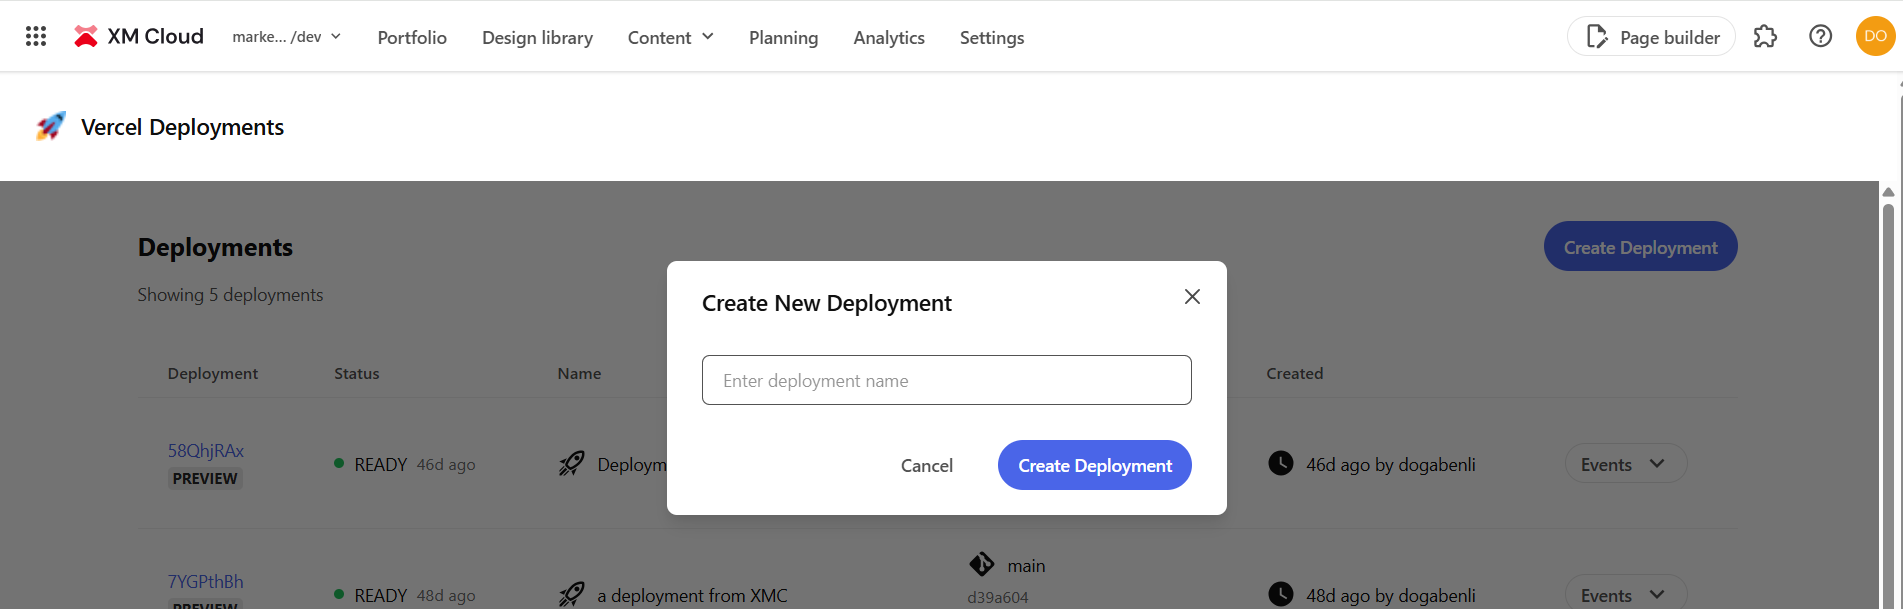 XM Cloud
marke... /dev
Portfolio
Design library
Content
Planning
Analytics
Settings
Page builder
DO
Vercel Deployments
Deployments
Create Deployment
Showing 5 deployments
Create New Deployment
Enter deployment name
Cancel
Create Deployment
Deployment
Status
Name
Created
58QhjRAx
PREVIEW
READY 46d ago
Deploym
46d ago by dogabenli
Events
7YGPthBh
PREVIEW
READY 48d ago
a deployment from XMC
main
d39a604
48d ago by dogabenli
Events